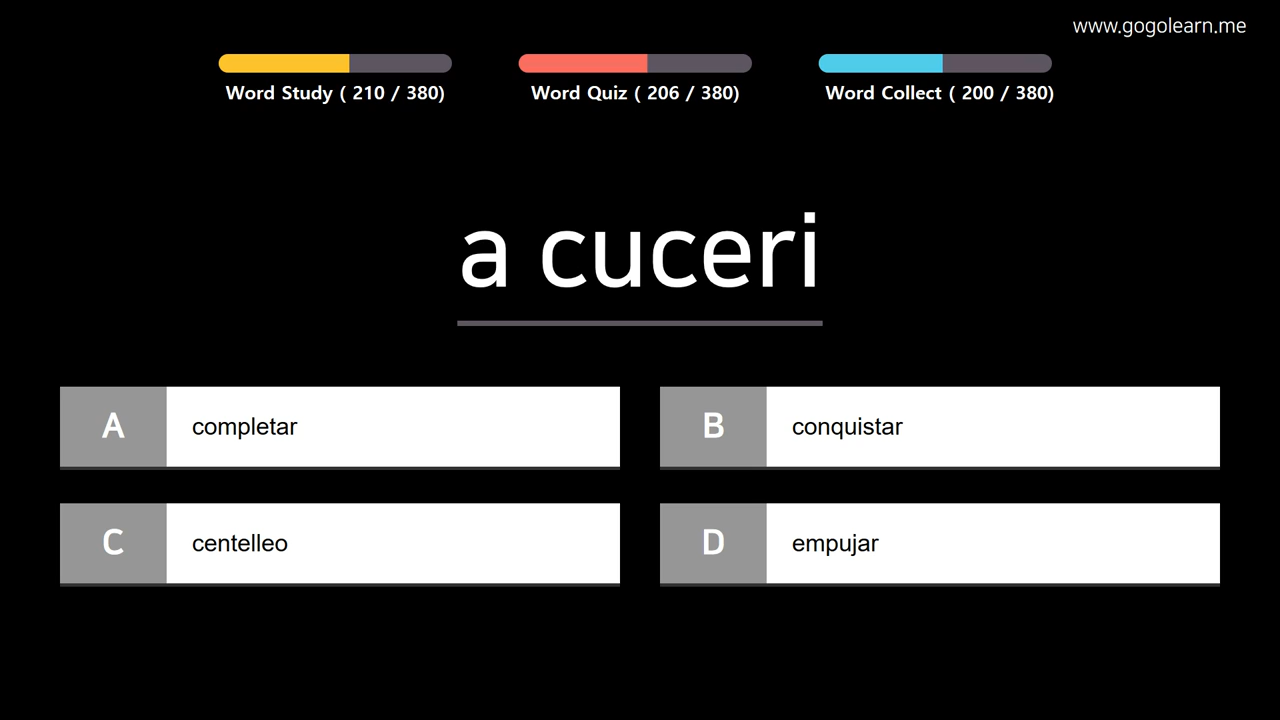 www.gogolearn.me
Word Study ( 210 / 380)
Word Quiz ( 206 / 380)
Word Collect ( 200 / 380)
a cuceri
A completar
B conquistar
C centelleo
D empujar